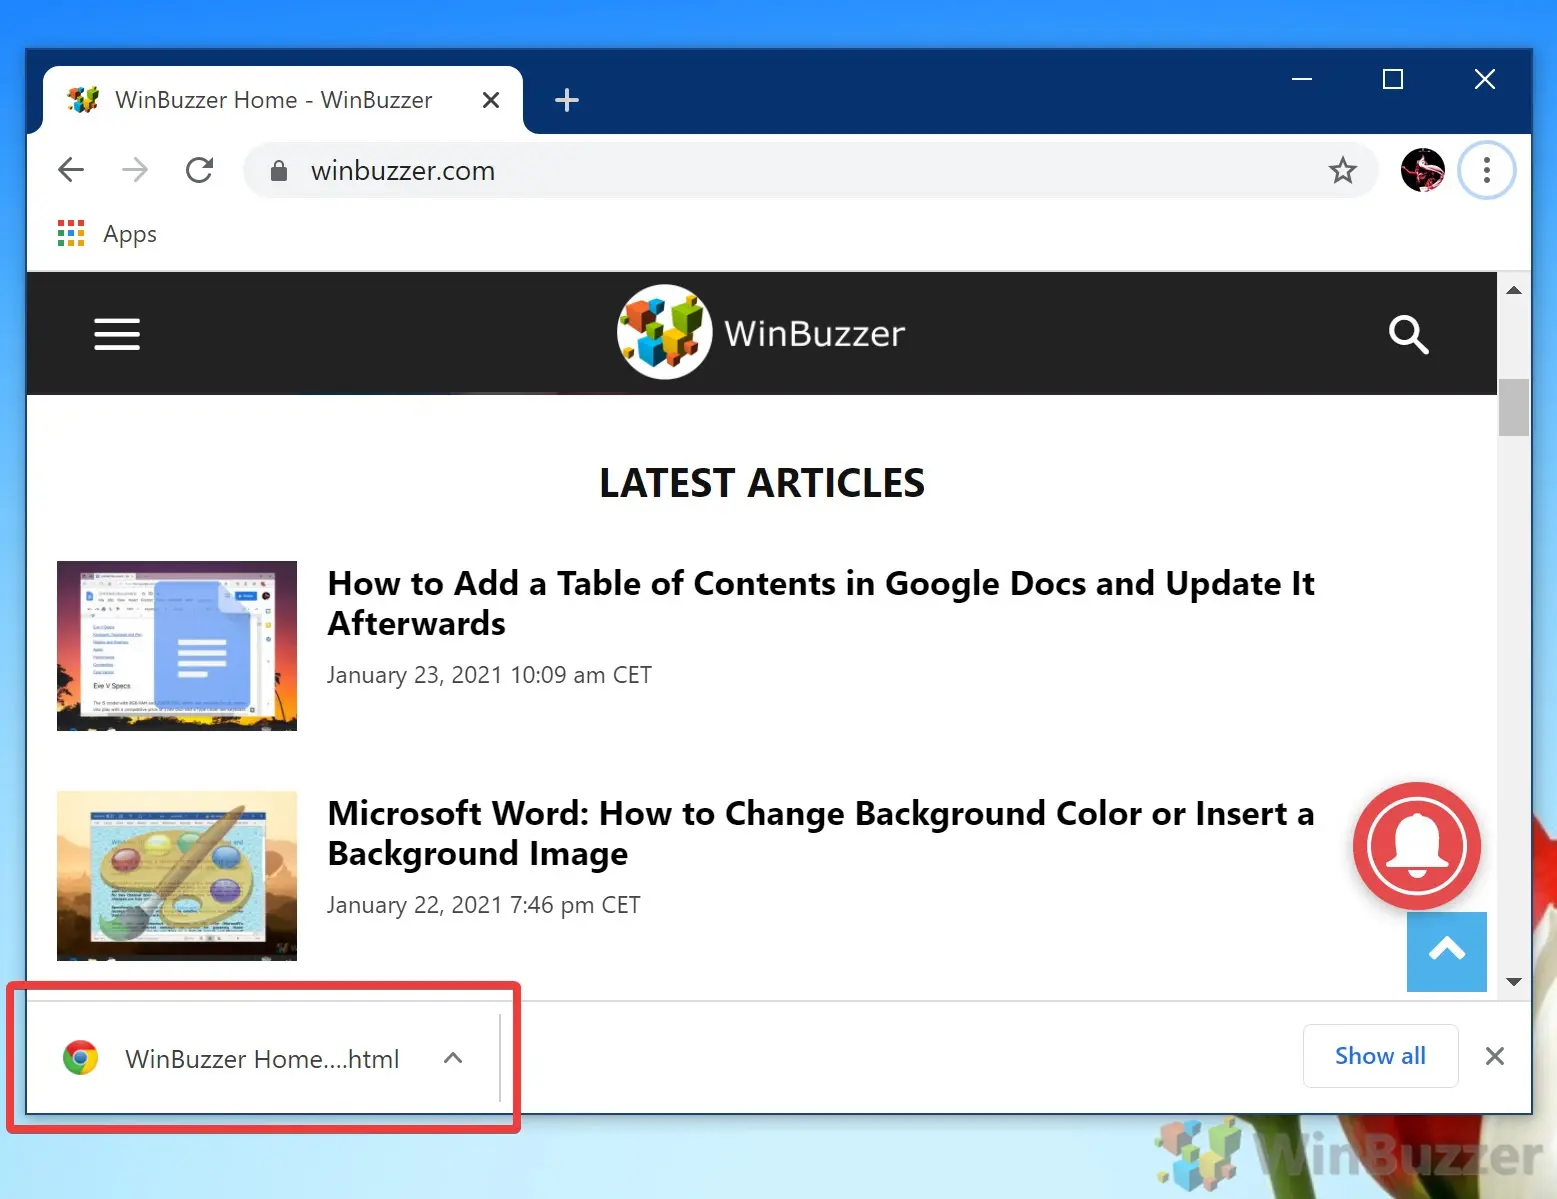 WinBuzzer Home - WinBuzzer
winbuzzer.com
Apps
WinBuzzer
LATEST ARTICLES
How to Add a Table of Contents in Google Docs and Update It
Afterwards
January 23, 2021 10:09 am CET
Eve V Specs
Microsoft Word: How to Change Background Color or Insert a
Background Image
January 22, 2021 7:46 pm CET
WinBuzzer Home....html
Show all
WinBuzzer